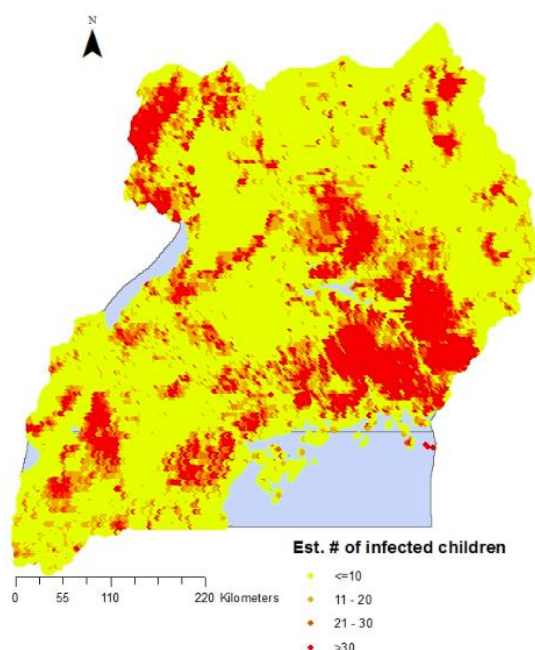 N
Est. # of infected children
<=10
11 - 20
21 - 30
>30
0 55 110 220 Kilometers